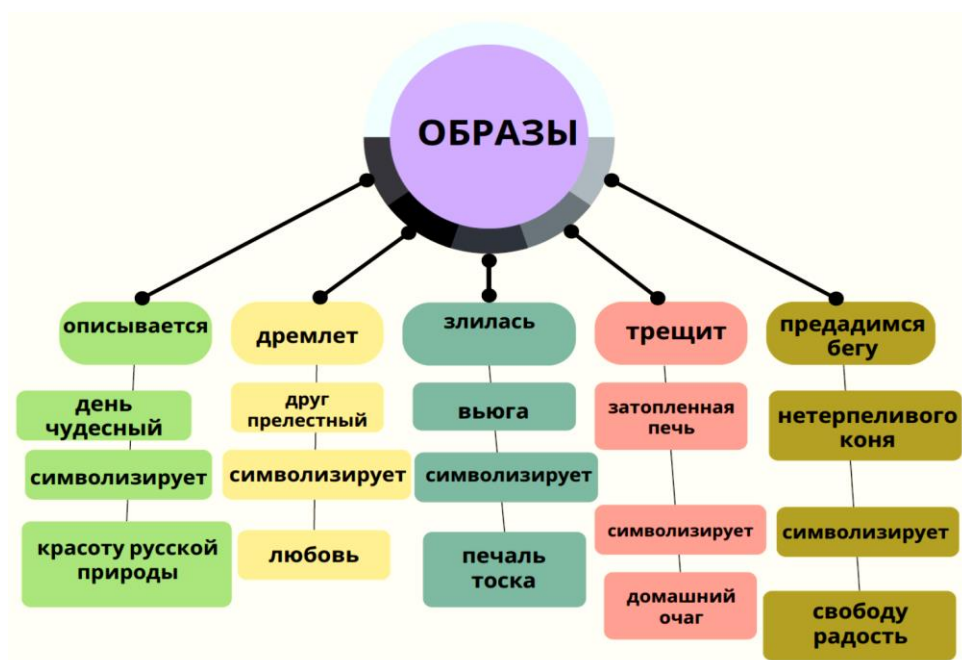 ОБРАЗЫ
описывается
день
чудесный
символизирует
красоту русской
природы
дремлет
друг
прелестный
символизирует
любовь
злилась
вьюга
символизирует
печаль
тоска
трещит
затопленная
печь
символизирует
домашний
очаг
предадимся
бегу
нетерпеливого
коня
символизирует
свободу
радость